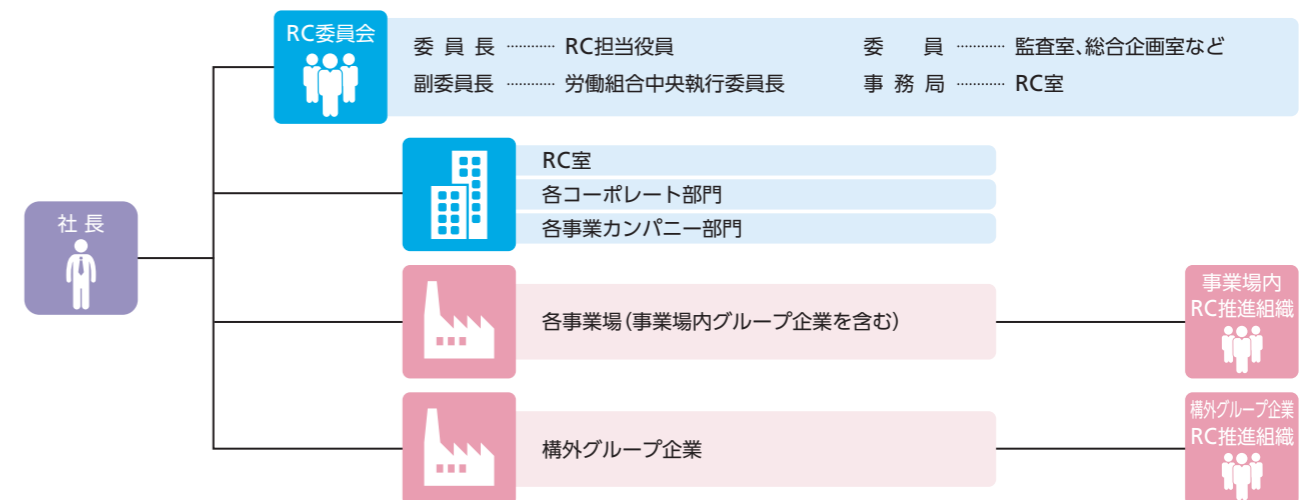 RC委員会
委員長 ………… RC担当役員
委員 ………… 監査室、総合企画室など
副委員長 ………… 労働組合中央執行委員長
事務局 ………… RC室
社長
RC室
各コーポレート部門
各事業カンパニー部門
各事業場（事業場内グループ企業を含む）
事業場内
RC推進組織
構外グループ企業
構外グループ企業
RC推進組織